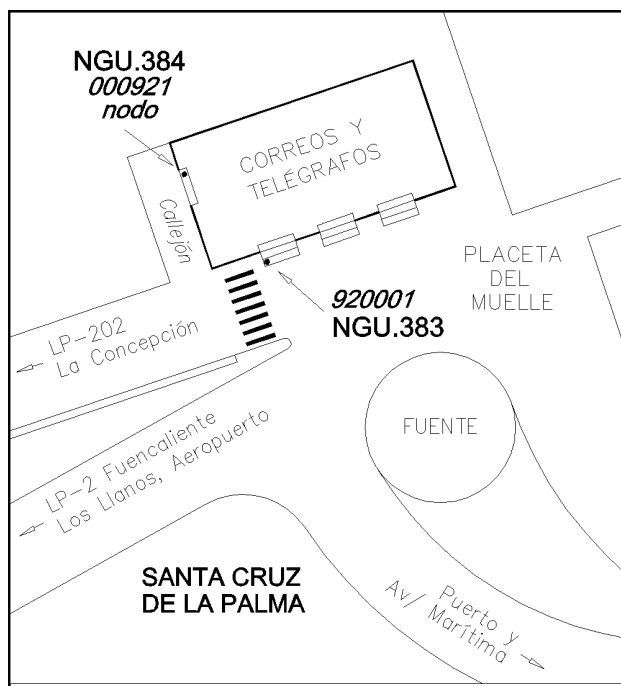 NGU.384
000921
nodo
CORREOS Y
TELÉGRAFOS
Callejón
PLACETA
DEL
MUELLE
920001
NGU.383
LP-202
La Concepción
FUENTE
LP-2 Fuencaliente
Los Llanos, Aeropuerto
SANTA CRUZ
DE LA PALMA
Puerto y
Av/ Marítima